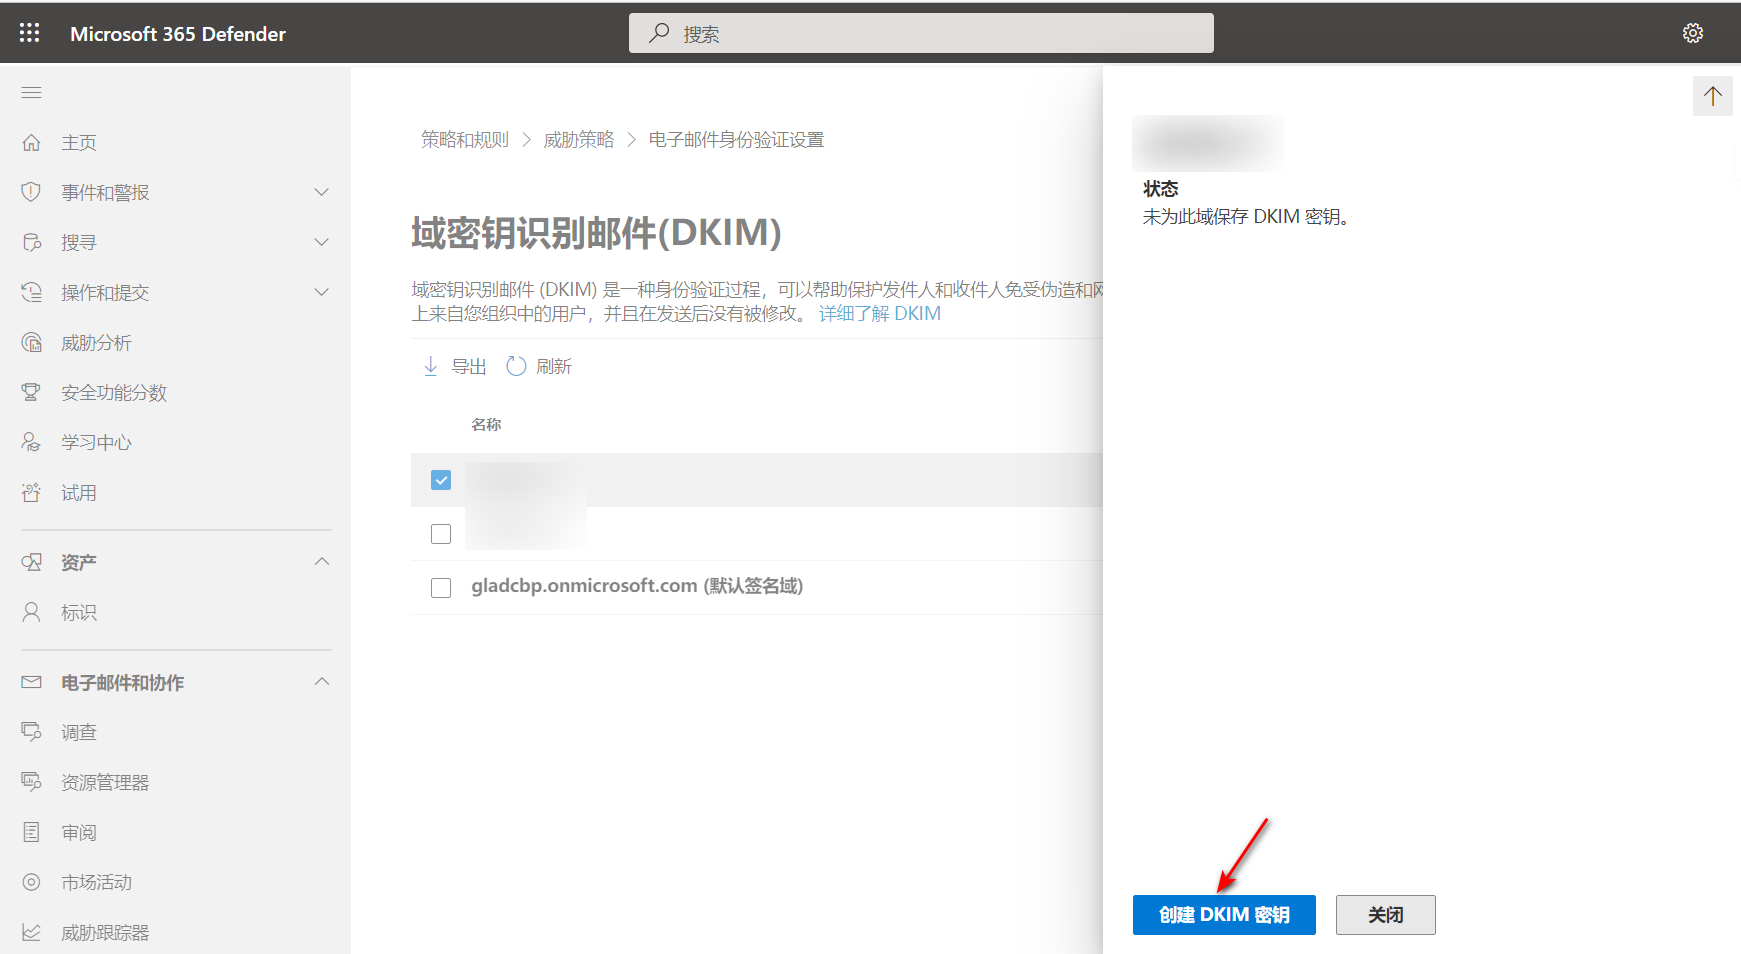 Microsoft 365 Defender
搜索
主页
事件和警报
搜寻
操作和提交
威胁分析
安全功能分数
学习中心
试用
资产
标识
电子邮件和协作
调查
资源管理器
审阅
市场活动
威胁跟踪器
策略和规则 > 威胁策略 > 电子邮件身份验证设置
域密钥识别邮件(DKIM)
域密钥识别邮件 (DKIM) 是一种身份验证过程，可以帮助保护发件人和收件人免受伪造和
上来自您组织中的用户，并且在发送后没有被修改。 详细了解 DKIM
导出 刷新
名称
gladcbp.onmicrosoft.com (默认签名域)
状态
未为此域保存 DKIM 密钥。
创建 DKIM 密钥 关闭